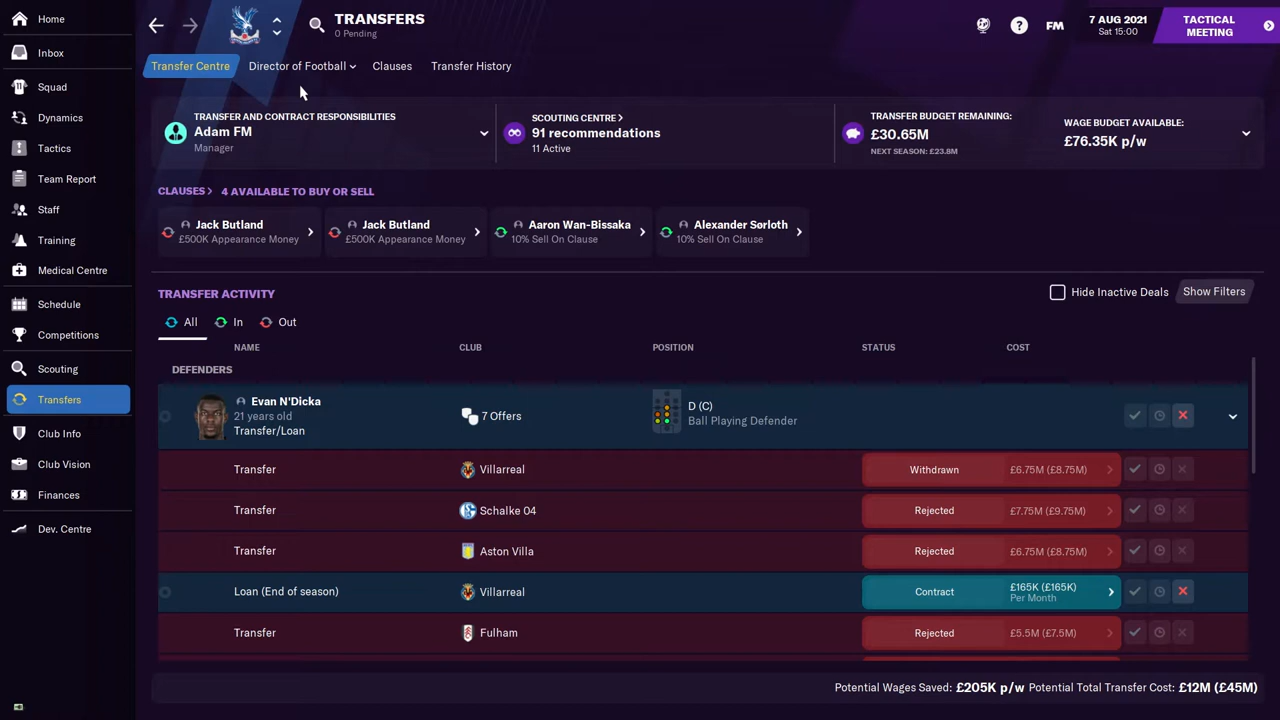 Home
Inbox
Squad
Dynamics
Tactics
Team Report
Staff
Training
Medical Centre
Schedule
Competitions
Scouting
Transfers
Club Info
Club Vision
Finances
Dev. Centre
TRANSFERS
0 Pending
FM
7 AUG 2021
Sat 15:00
TACTICAL
MEETING
Transfer Centre
Director of Football
Clauses
Transfer History
TRANSFER AND CONTRACT RESPONSIBILITIES
Adam FM
Manager
SCOUTING CENTRE >
91 recommendations
11 Active
TRANSFER BUDGET REMAINING:
£30.65M
NEXT SEASON: £23.8M
WAGE BUDGET AVAILABLE:
£76.35K p/w
CLAUSES > 4 AVAILABLE TO BUY OR SELL
Jack Butland
£500K Appearance Money
Jack Butland
£500K Appearance Money
Aaron Wan-Bissaka
10% Sell On Clause
Alexander Sørloth
10% Sell On Clause
TRANSFER ACTIVITY
Hide Inactive Deals
Show Filters
All
In
Out
NAME CLUB POSITION STATUS COST
DEFENDERS
Evan N'Dicka
21 years old
Transfer/Loan
7 Offers
D (C)
Ball Playing Defender
Transfer Villarreal Withdrawn £6.75M (£8.75M)
Transfer Schalke 04 Rejected £7.75M (£9.75M)
Transfer Aston Villa Rejected £6.75M (£8.75M)
Loan (End of season) Villarreal Contract £165K (£165K)
Per Month
Transfer Fulham Rejected £5.5M (£7.5M)
Potential Wages Saved: £205K p/w Potential Total Transfer Cost: £12M (£45M)